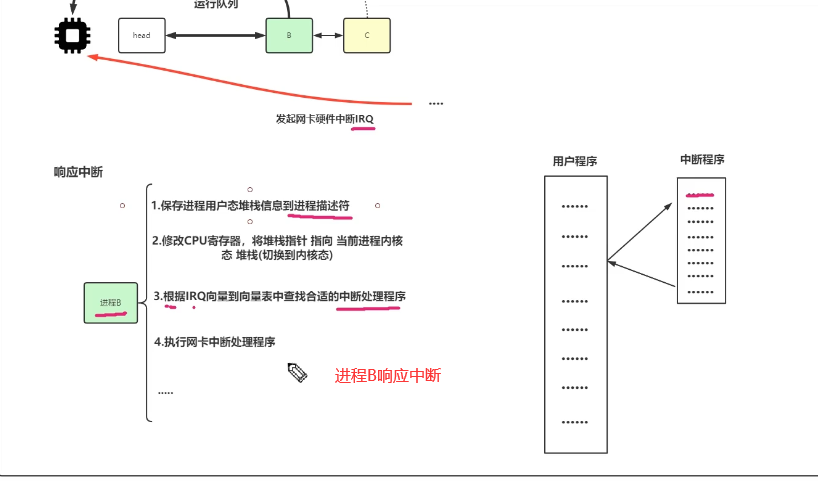 运行队列
head
B
C
....
发起网卡硬件中断IRQ
响应中断
1.保存进程用户态堆栈信息到进程描述符
2.修改CPU寄存器，将堆栈指针 指向 当前进程内核
态 堆栈(切换到内核态)
进程B
3.根据IRQ向量到向量表中查找合适的中断处理程序
4.执行网卡中断处理程序
进程B响应中断
.....
用户程序
......
......
......
......
......
......
......
......
中断程序
......
......
......
......
......
......
......
......